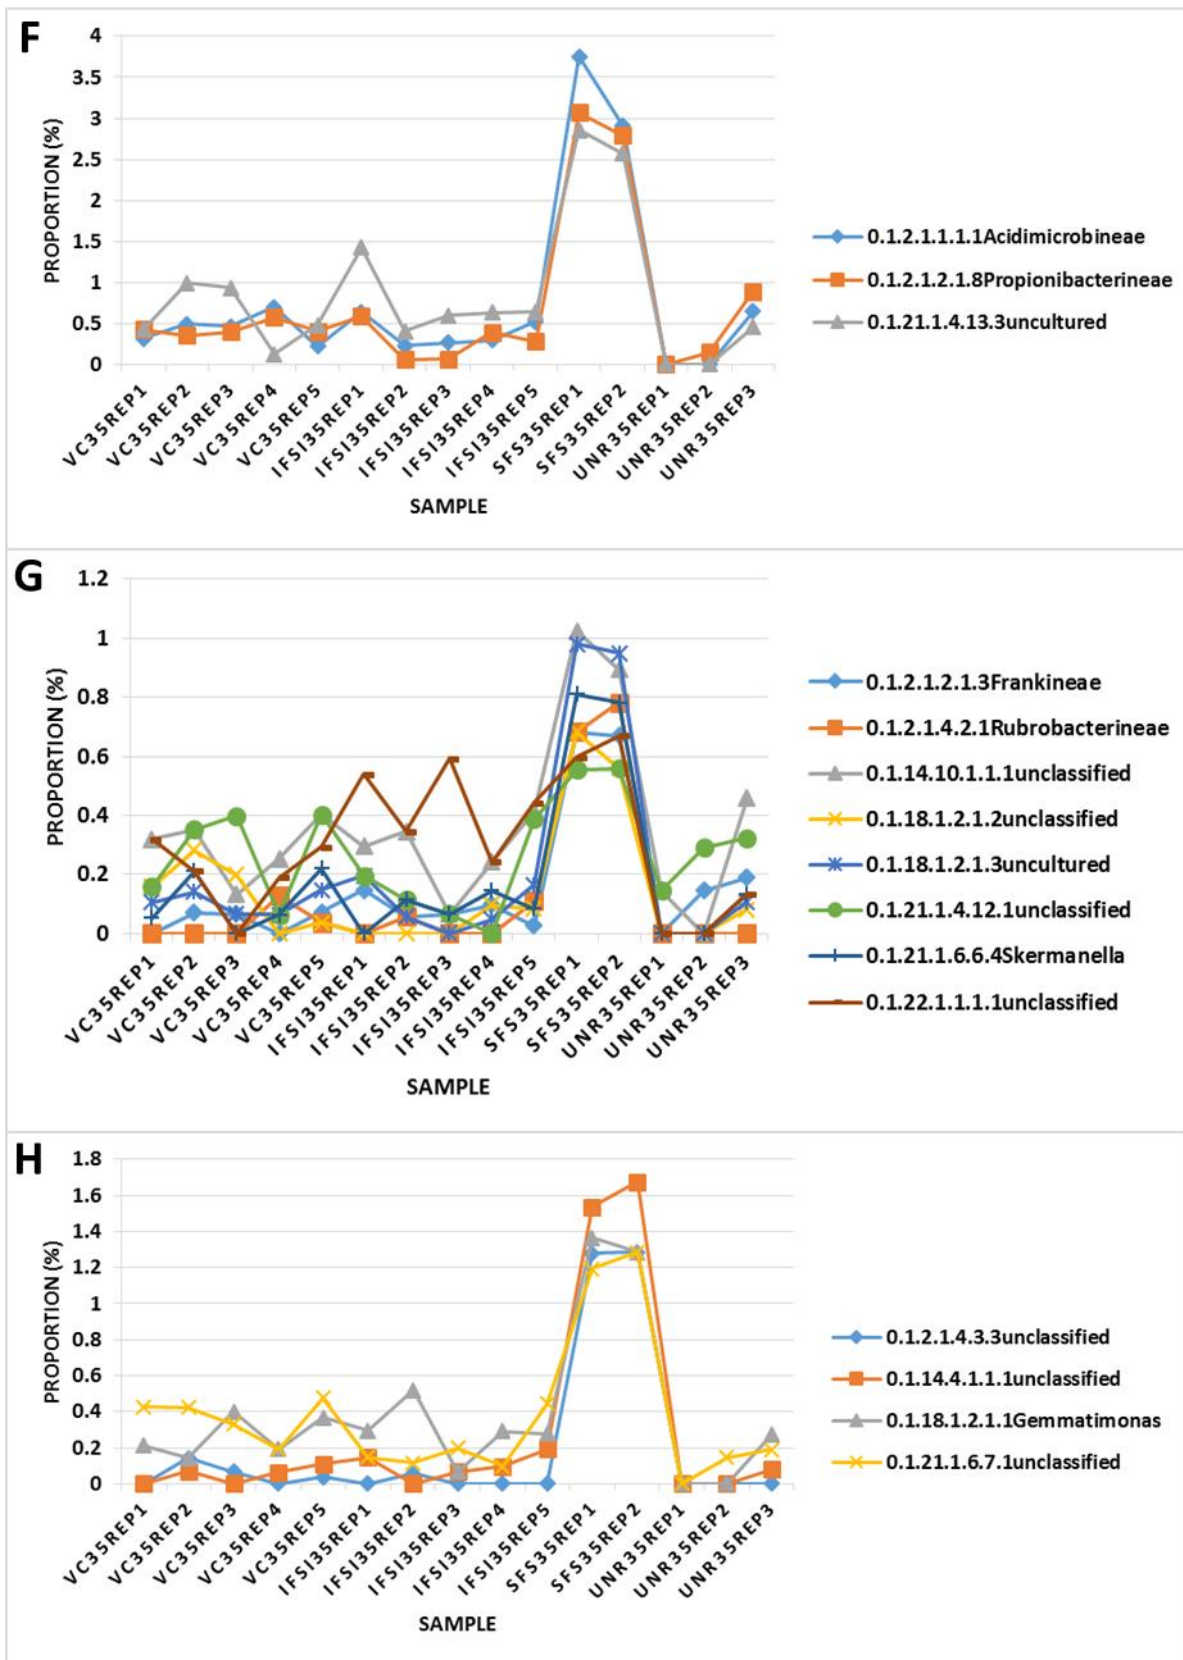 F
4
3.5
3
2.5
2
1.5
1
0.5
0
PROPORTION (%)
VC35REP1
VC35REP2
VC35REP3
VC35REP4
VC35REP5
IFSI35REP1
IFSI35REP2
IFSI35REP3
IFSI35REP4
IFSI35REP5
SFS35REP1
SFS35REP2
UNR35REP1
UNR35REP2
UNR35REP3
SAMPLE
0.1.2.1.1.1.1Acidimicrobineae
0.1.2.1.2.1.8Propionibacterineae
0.1.21.1.4.13.3uncultured
G
1.2
1
0.8
0.6
0.4
0.2
0
PROPORTION (%)
VC35REP1
VC35REP2
VC35REP3
VC35REP4
VC35REP5
IFSI35REP1
IFSI35REP2
IFSI35REP3
IFSI35REP4
IFSI35REP5
SFS35REP1
SFS35REP2
UNR35REP1
UNR35REP2
UNR35REP3
SAMPLE
0.1.2.1.2.1.3Frankineae
0.1.2.1.4.2.1Rubrobacterineae
0.1.14.10.1.1.1unclassified
0.1.18.1.2.1.2unclassified
0.1.18.1.2.1.3uncultured
0.1.21.1.4.12.1unclassified
0.1.21.1.6.6.4Skermanella
0.1.22.1.1.1.1unclassified
H
1.8
1.6
1.4
1.2
1
0.8
0.6
0.4
0.2
0
PROPORTION (%)
VC35REP1
VC35REP2
VC35REP3
VC35REP4
VC35REP5
IFSI35REP1
IFSI35REP2
IFSI35REP3
IFSI35REP4
IFSI35REP5
SFS35REP1
SFS35REP2
UNR35REP1
UNR35REP2
UNR35REP3
SAMPLE
0.1.2.1.4.3.3unclassified
0.1.14.4.1.1.1unclassified
0.1.18.1.2.1.1Gemmatimonas
0.1.21.1.6.7.1unclassified